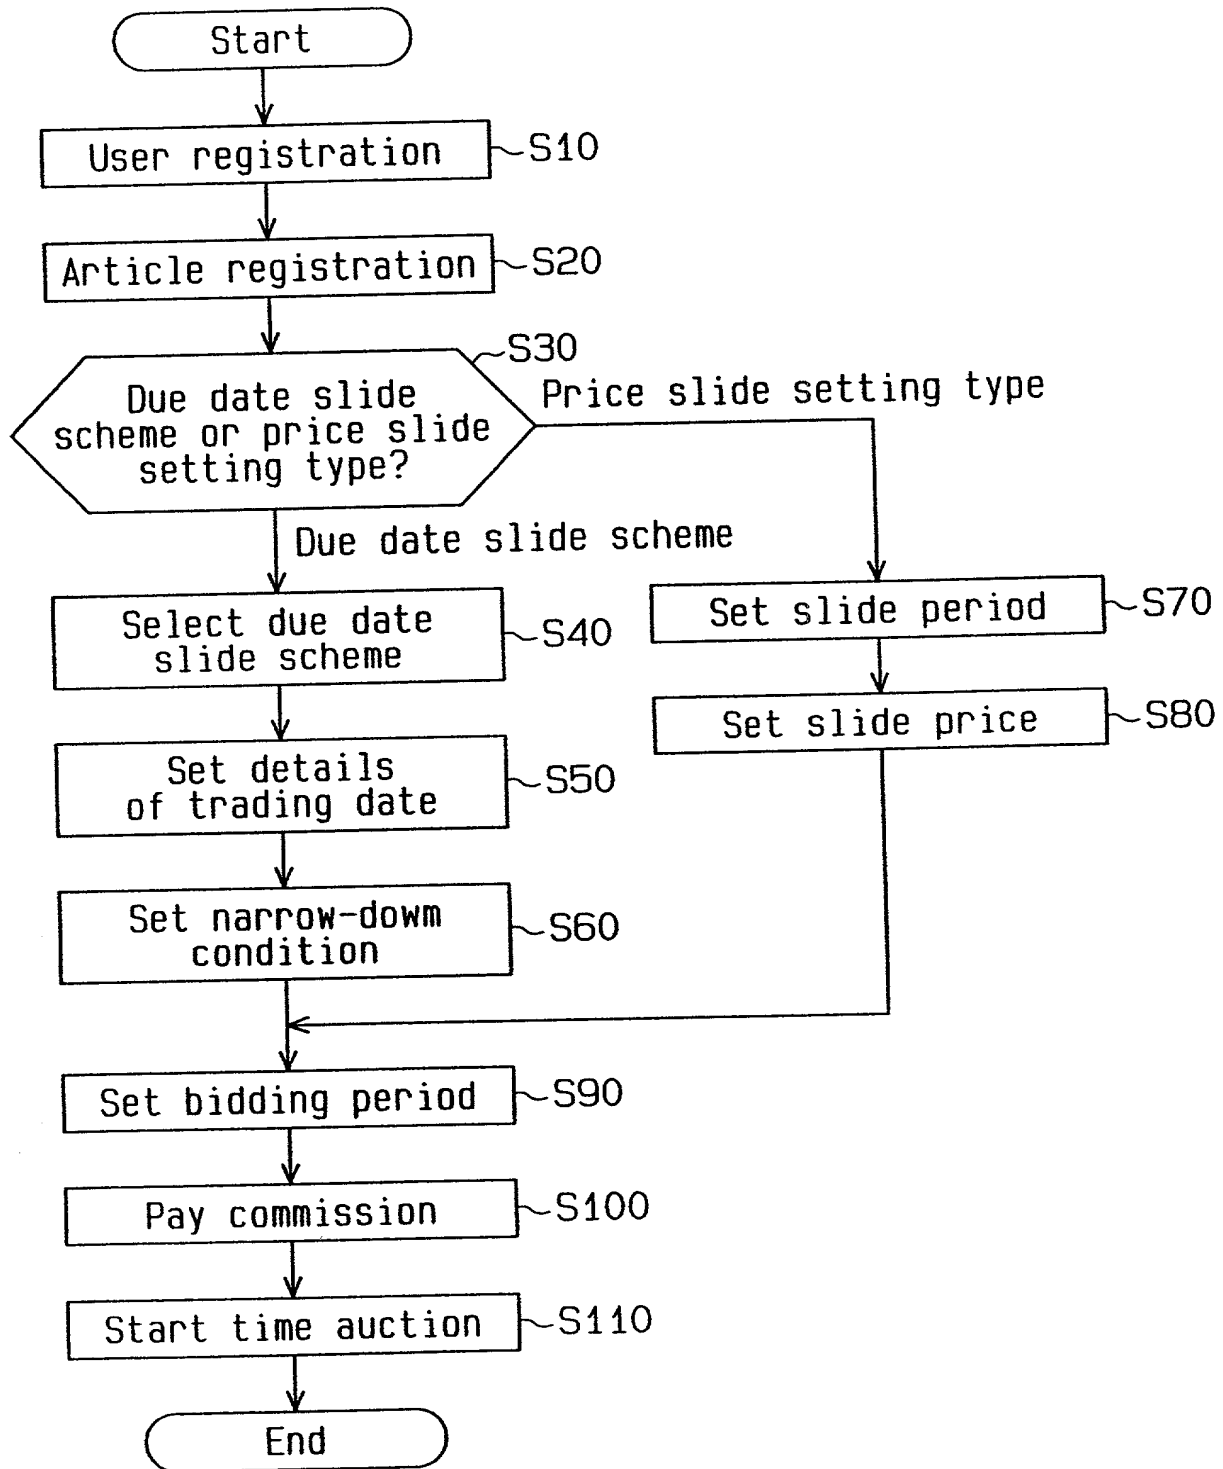 Start
User registration
S10
Article registration
S20
S30
Due date slide
scheme or price slide
setting type?
Price slide setting type
Due date slide scheme
Select due date
slide scheme
S40
Set slide period
S70
Set slide price
S80
Set details
of trading date
S50
Set narrow-dowm
condition
S60
Set bidding period
S90
Pay commission
S100
Start time auction
S110
End